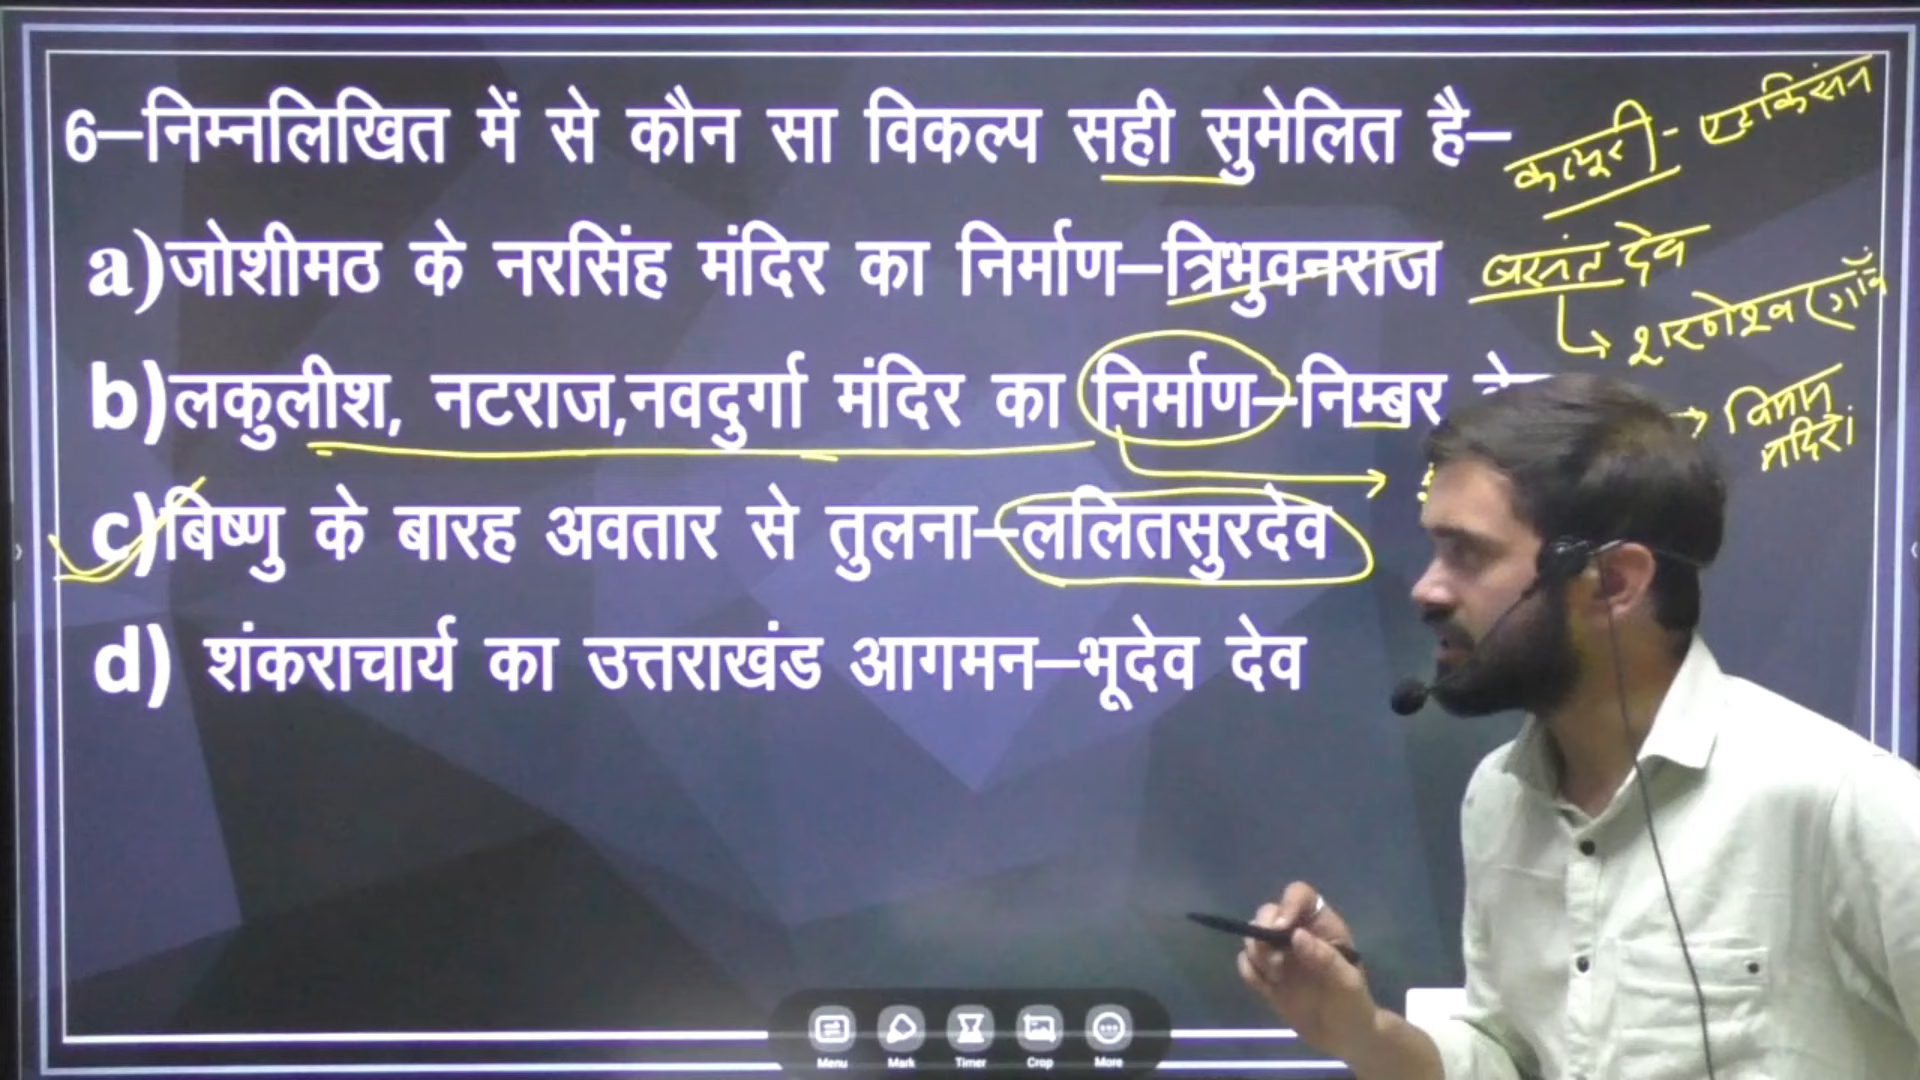 6–निम्नलिखित में से कौन सा विकल्प सही सुमेलित है–
कत्यूरी - एटकिंसन
a)जोशीमठ के नरसिंह मंदिर का निर्माण–त्रिभुवनराज
बसंत देव
शरणेश्वर गाँव
b)लकुलीश, नटराज,नवदुर्गा मंदिर का निर्माण–निम्बर
मंदिर।
c)बिष्णु के बारह अवतार से तुलना–ललितसुरदेव
d) शंकराचार्य का उत्तराखंड आगमन–भूदेव देव
Menu Mark Timer Crop More